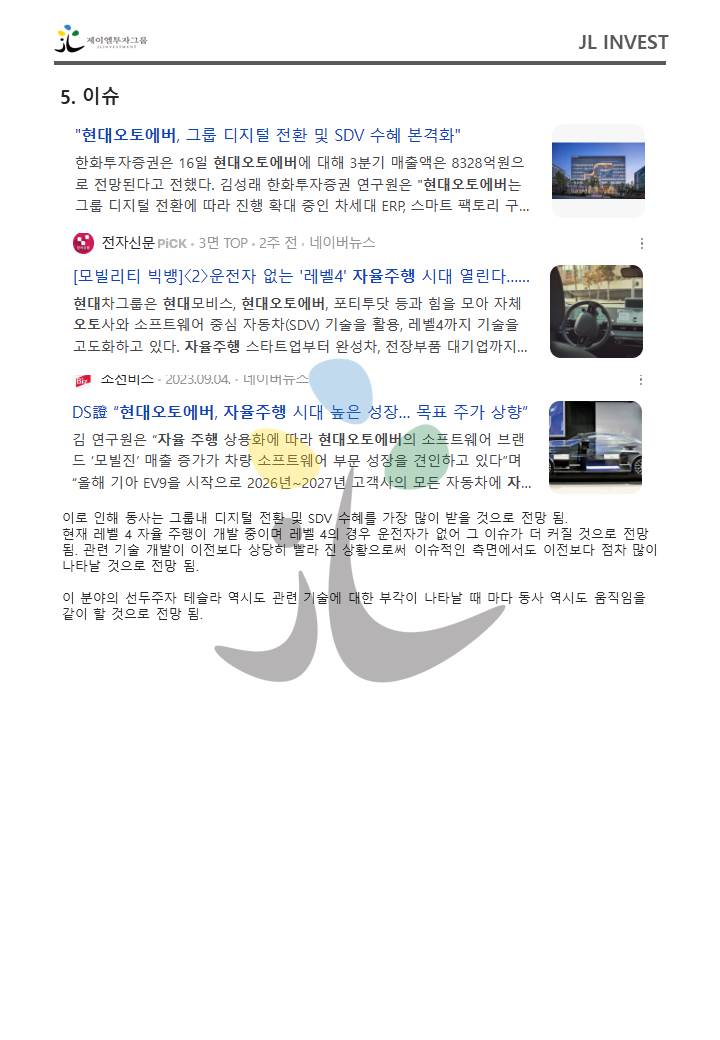 제이엘투자그룹
JLINVESTMENT
JL INVEST
5. 이슈
"현대오토에버, 그룹 디지털 전환 및 SDV 수혜 본격화"
한화투자증권은 16일 현대오토에버에 대해 3분기 매출액은 8328억원으
로 전망된다고 전했다. 김성래 한화투자증권 연구원은 "현대오토에버는
그룹 디지털 전환에 따라 진행 확대 중인 차세대 ERP, 스마트 팩토리 구...
전자신문 PiCK · 3면 TOP · 2주 전 · 네이버뉴스
[모빌리티 빅뱅]〈2〉운전자 없는 '레벨4' 자율주행 시대 열린다......
현대차그룹은 현대모비스, 현대오토에버, 포티투닷 등과 힘을 모아 자체
오토사와 소프트웨어 중심 자동차(SDV) 기술을 활용, 레벨4까지 기술을
고도화하고 있다. 자율주행 스타트업부터 완성차, 전장부품 대기업까지...
Biz 조선비즈 · 2023.09.04. · 네이버뉴스
DS證 “현대오토에버, 자율주행 시대 높은 성장... 목표 주가 상향”
김 연구원은 “자율 주행 상용화에 따라 현대오토에버의 소프트웨어 브랜
드 ‘모빌진’ 매출 증가가 차량 소프트웨어 부문 성장을 견인하고 있다”며
“올해 기아 EV9을 시작으로 2026년~2027년 고객사의 모든 자동차에 자...
이로 인해 동사는 그룹내 디지털 전환 및 SDV 수혜를 가장 많이 받을 것으로 전망 됨.
현재 레벨 4 자율 주행이 개발 중이며 레벨 4의 경우 운전자가 없어 그 이슈가 더 커질 것으로 전망
됨. 관련 기술 개발이 이전보다 상당히 빨라 진 상황으로써 이슈적인 측면에서도 이전보다 점차 많이
나타날 것으로 전망 됨.
이 분야의 선두주자 테슬라 역시도 관련 기술에 대한 부각이 나타날 때 마다 동사 역시도 움직임을
같이 할 것으로 전망 됨.